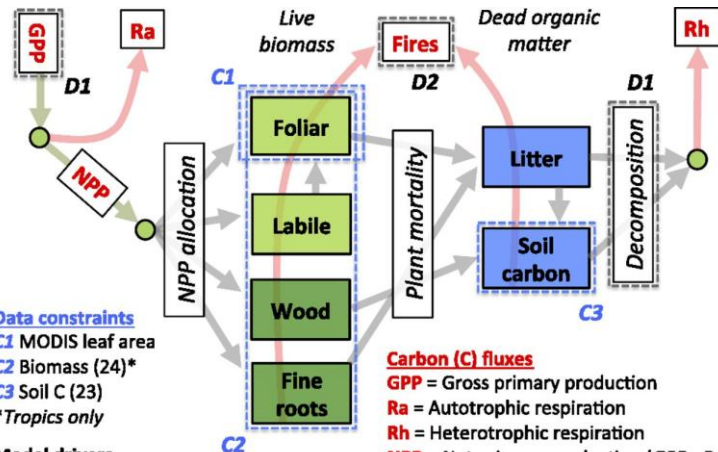 GPP
D1
Ra
NPP
NPP allocation
Live
biomass
C1
Foliar
Labile
Wood
Fine
roots
C2
Fires
D2
Plant mortality
Dead organic
matter
Litter
Soil
carbon
C3
D1
Decomposition
Rh
Data constraints
C1 MODIS leaf area
C2 Biomass (24)*
C3 Soil C (23)
*Tropics only
Carbon (C) fluxes
GPP = Gross primary production
Ra = Autotrophic respiration
Rh = Heterotrophic respiration